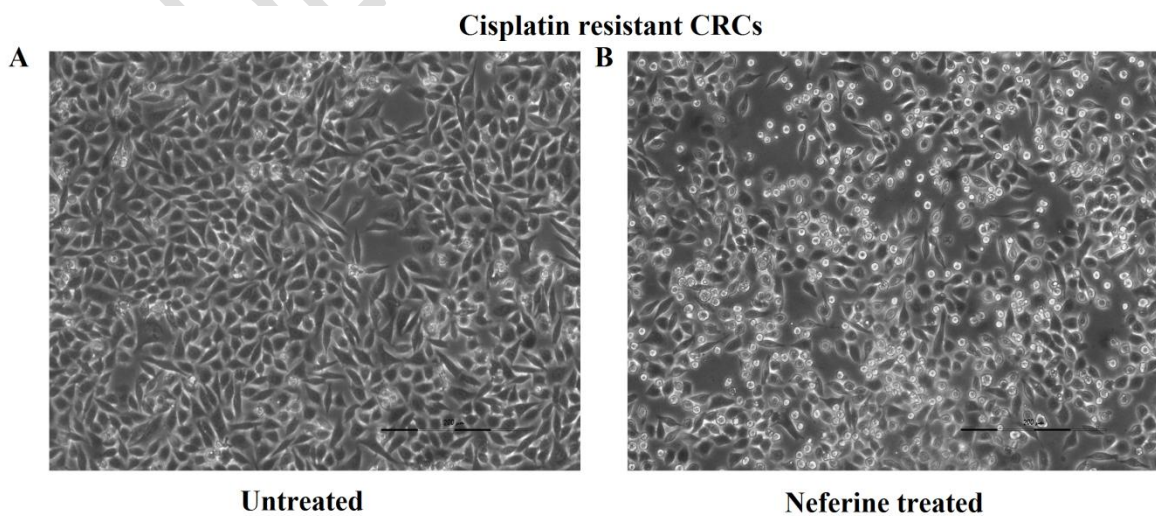 Cisplatin resistant CRCs
A
B
Untreated
Neferine treated